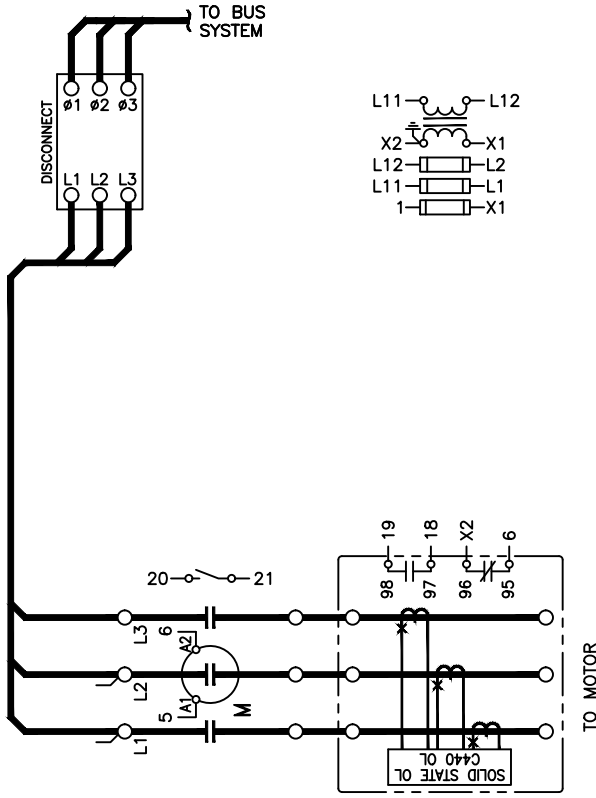 TO BUS
SYSTEM
DISCONNECT
ø1 ø2 ø3
L1 L2 L3
L11 L12
X2 X1
L12 L2
L11 L1
1 X1
19 18 X2 6
98 97 96 95
20 21
L3 6
A2
L2
A1
5 M
L1
SOLID STATE OL
C440 OL
TO MOTOR